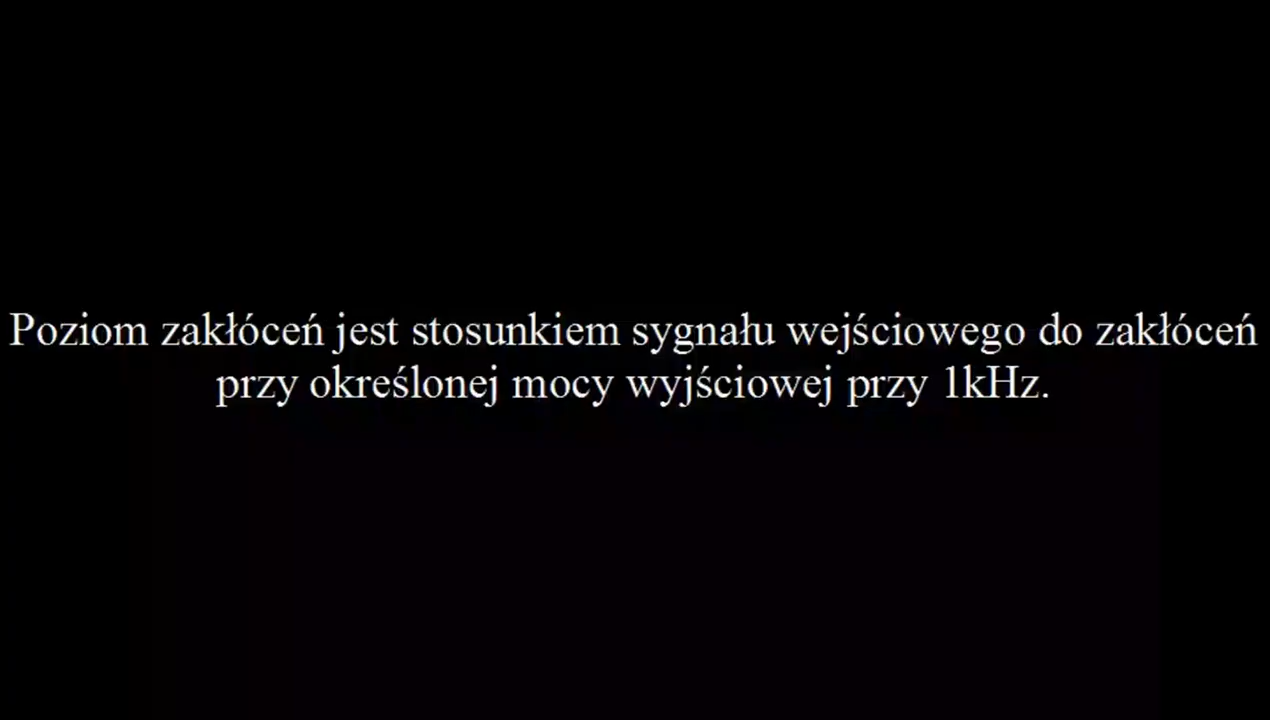 Poziom zakłóceń jest stosunkiem sygnału wejściowego do zakłóceń
przy określonej mocy wyjściowej przy 1kHz.